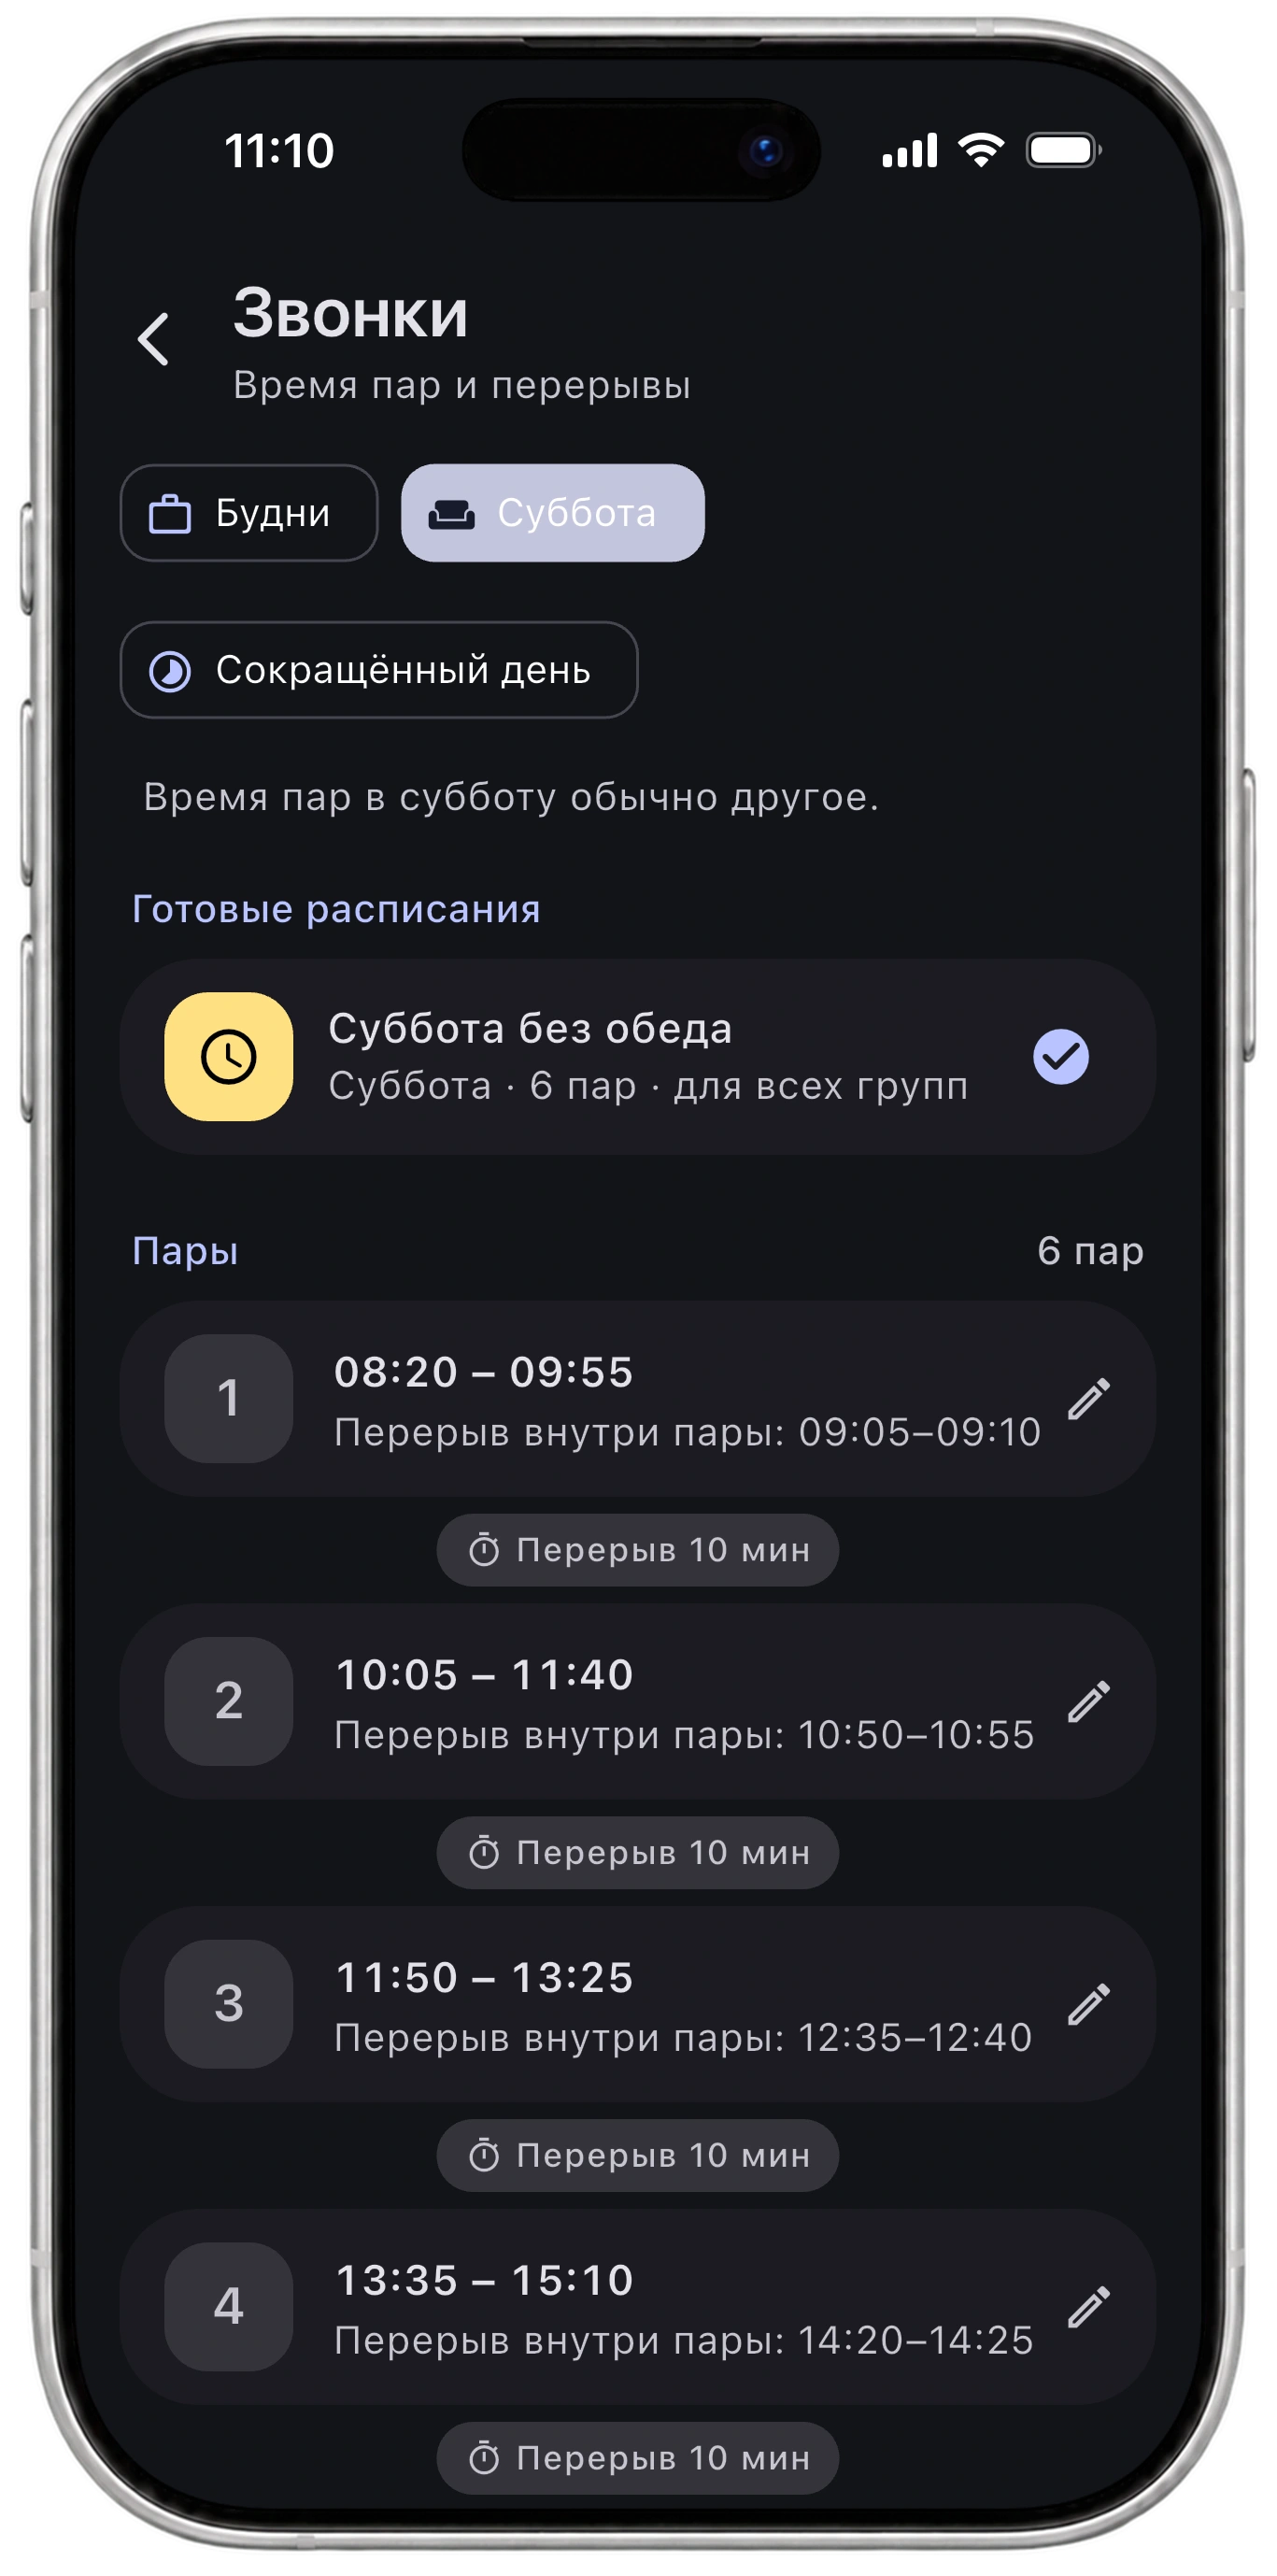 11:10
Звонки
Время пар и перерывы
Будни
Суббота
Сокращённый день
Время пар в субботу обычно другое.
Готовые расписания
Суббота без обеда
Суббота · 6 пар · для всех групп
Пары
6 пар
1
08:20 – 09:55
Перерыв внутри пары: 09:05–09:10
Перерыв 10 мин
2
10:05 – 11:40
Перерыв внутри пары: 10:50–10:55
Перерыв 10 мин
3
11:50 – 13:25
Перерыв внутри пары: 12:35–12:40
Перерыв 10 мин
4
13:35 – 15:10
Перерыв внутри пары: 14:20–14:25
Перерыв 10 мин